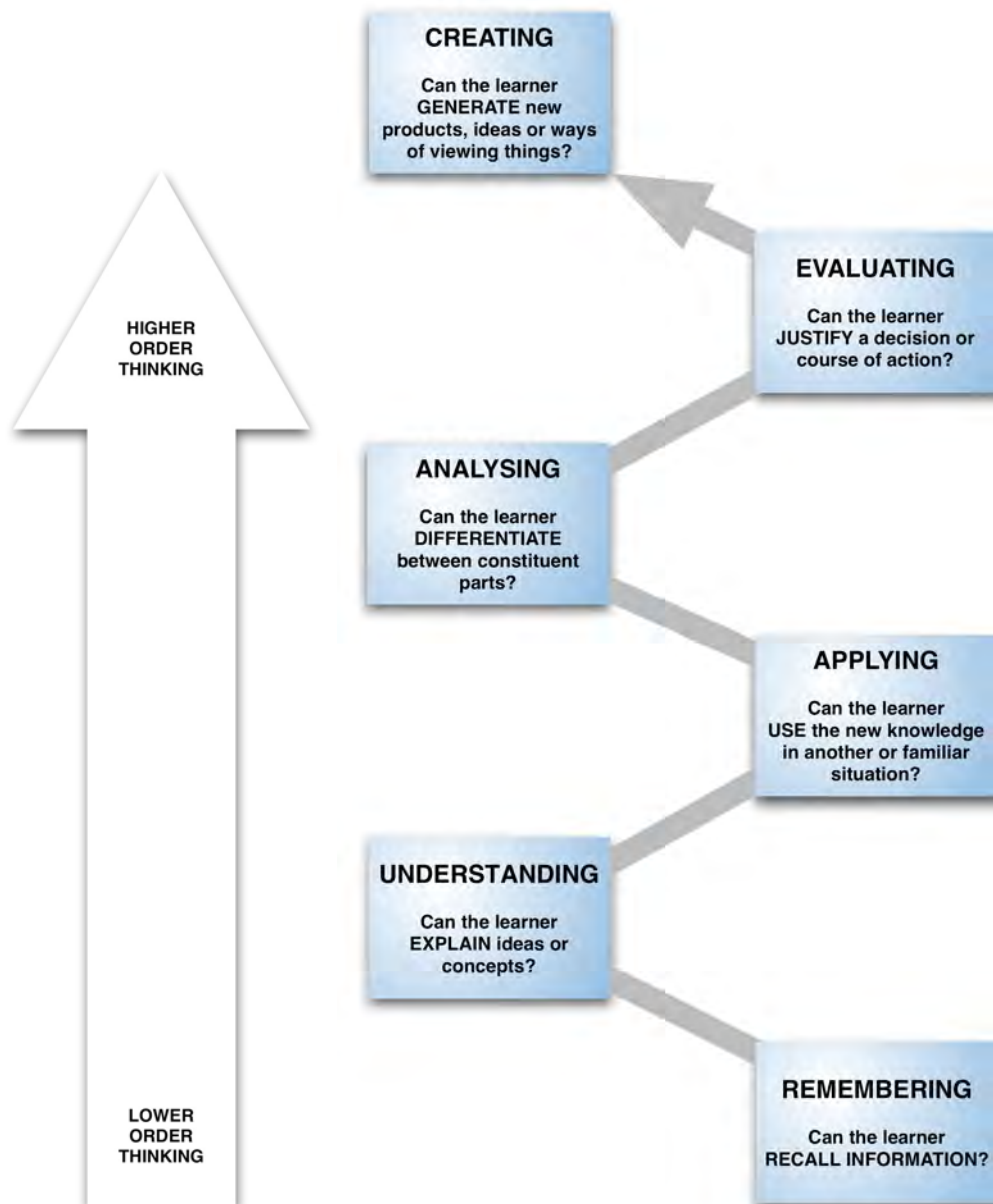 CREATING
Can the learner
GENERATE new
products, ideas or ways
of viewing things?
EVALUATING
Can the learner
JUSTIFY a decision or
course of action?
HIGHER
ORDER
THINKING
ANALYSING
Can the learner
DIFFERENTIATE
between constituent
parts?
APPLYING
Can the learner
USE the new knowledge
in another or familiar
situation?
UNDERSTANDING
Can the learner
EXPLAIN ideas or
concepts?
REMEMBERING
Can the learner
RECALL INFORMATION?
LOWER
ORDER
THINKING